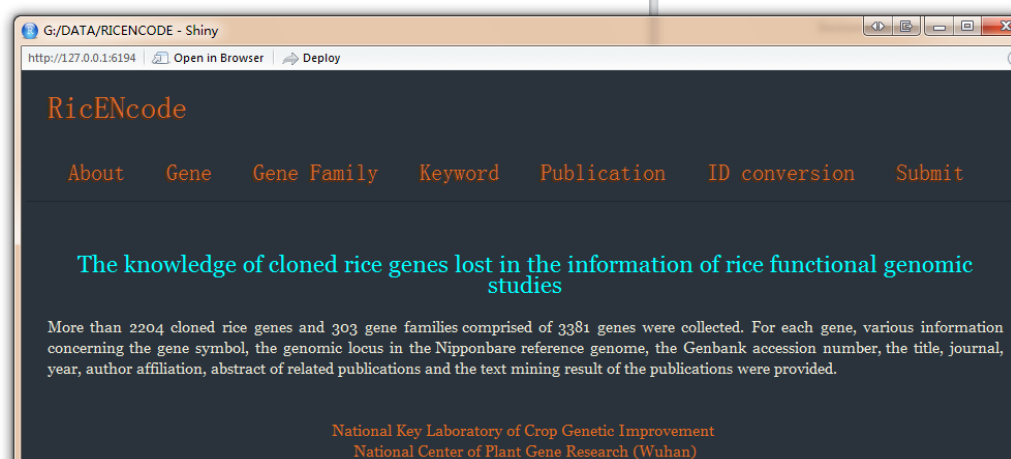 G:/DATA/RICENCODE - Shiny
http://127.0.0.1:6194 Open in Browser Deploy
RicENcode
About Gene Gene Family Keyword Publication ID conversion Submit
The knowledge of cloned rice genes lost in the information of rice functional genomic
studies
More than 2204 cloned rice genes and 303 gene families comprised of 3381 genes were collected. For each gene, various information
concerning the gene symbol, the genomic locus in the Nipponbare reference genome, the Genbank accession number, the title, journal,
year, author affiliation, abstract of related publications and the text mining result of the publications were provided.
National Key Laboratory of Crop Genetic Improvement
National Center of Plant Gene Research (Wuhan)